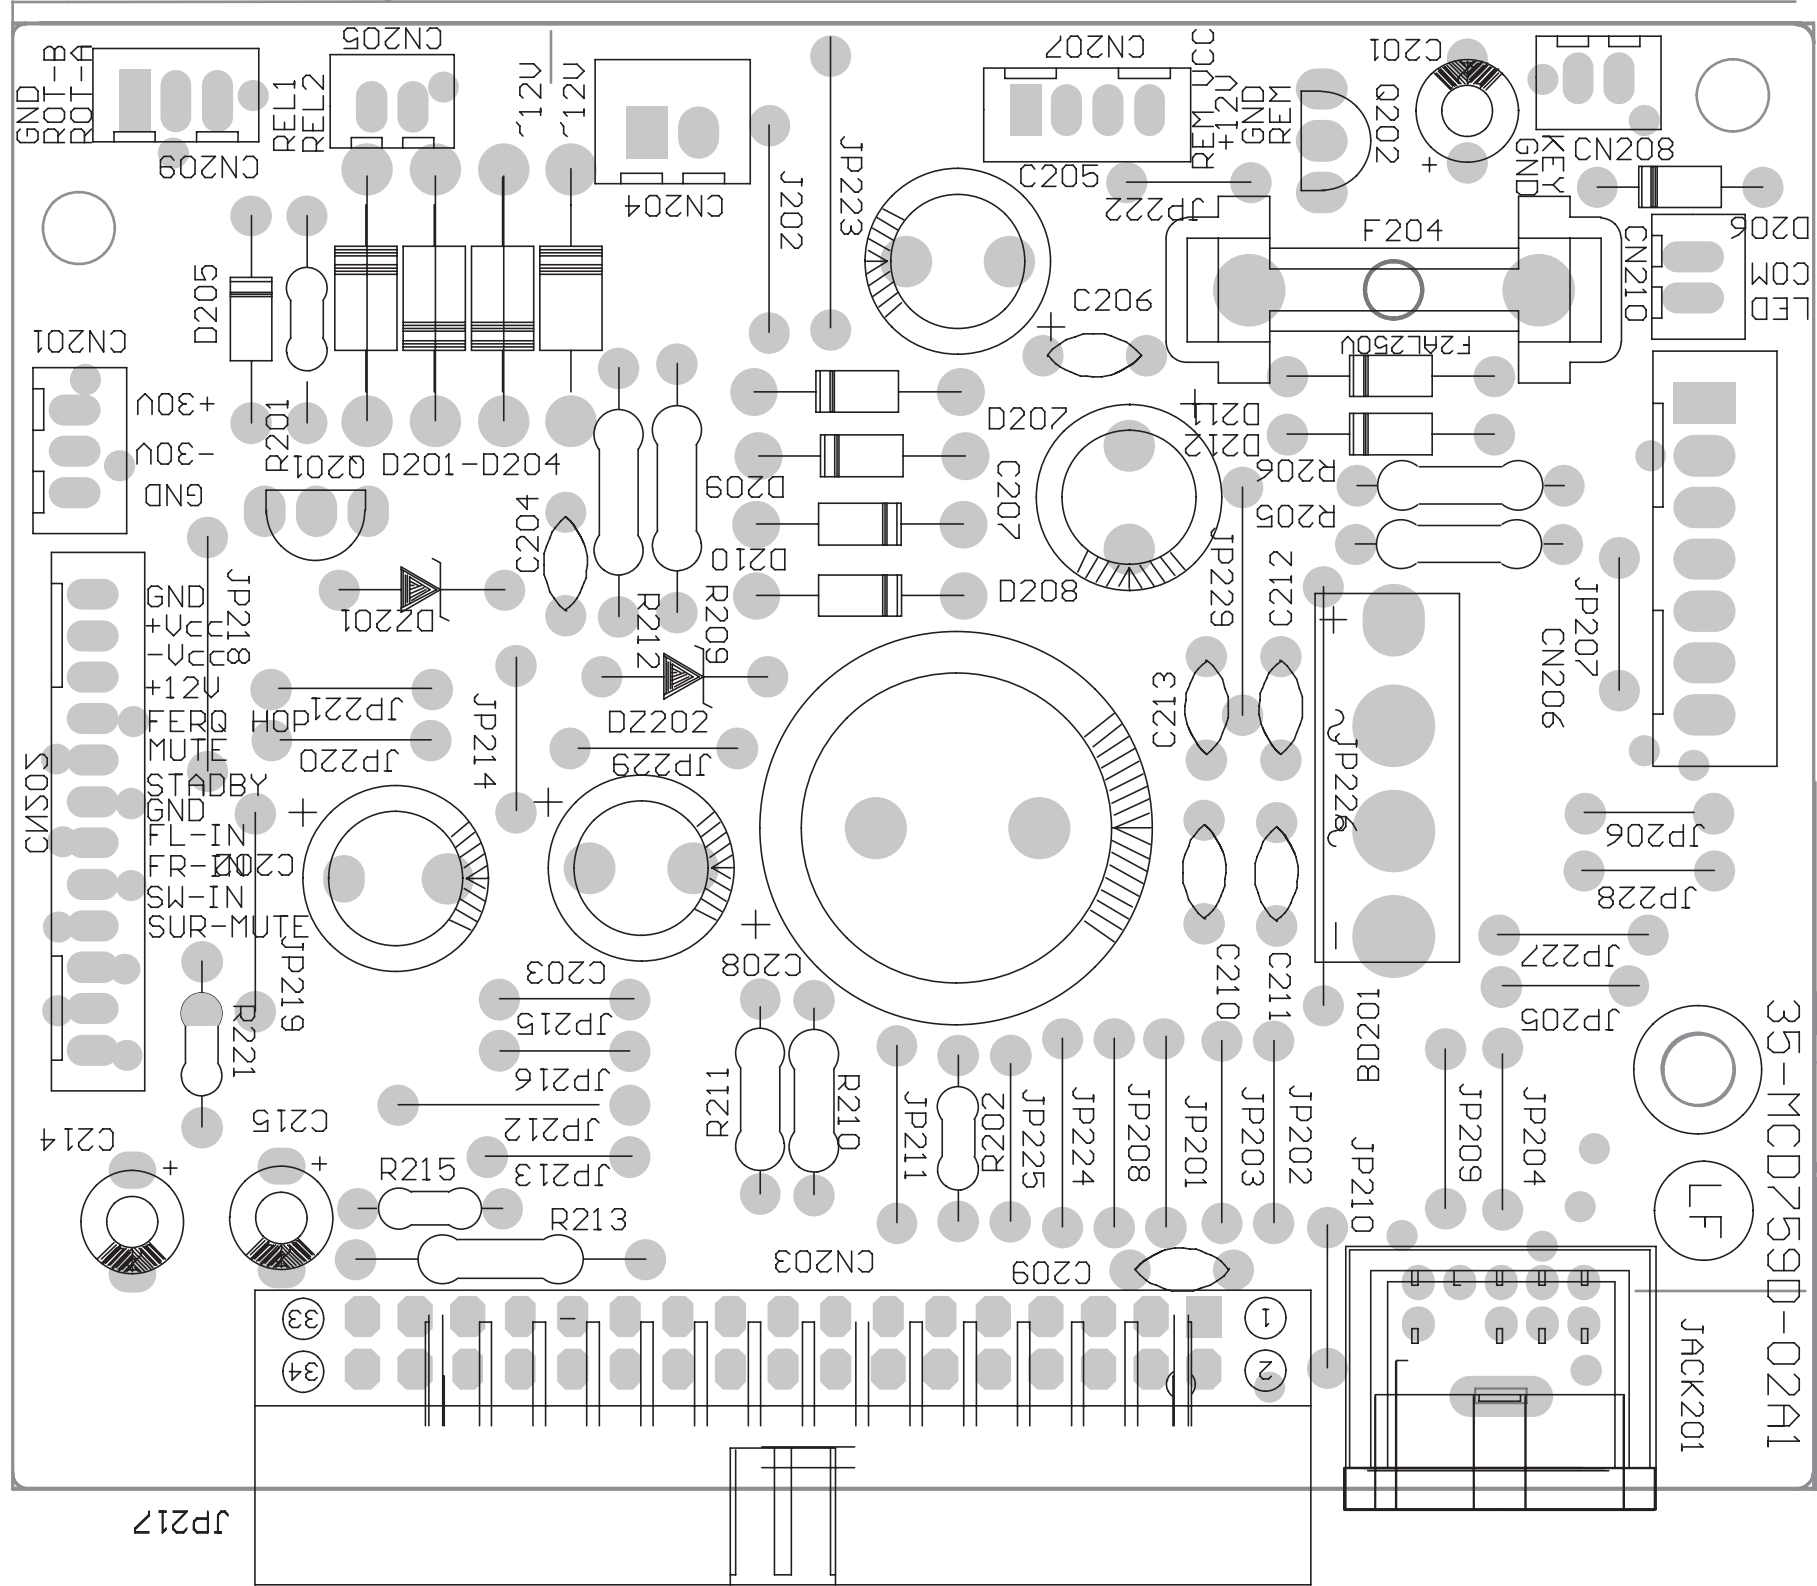 GND
ROT-B
ROT-A
CN209
CN205
REL1
REL2
~12V
~12V
CN204
J202
JP223
CN207
REM VCC
+12V
GND
REM
C205
JP222
Q202
C201
+
KEY
GND
CN208
D206
COM
LED
CN210
F204
F2AL250V
C206
+
D205
R201
CN201
+30V
-30V
GND
Q201
D201-D204
C204
D209
D210
D207
C207
D208
+
D211
D212
R206
R205
JP229
C212
JP207
CN206
DZ201
R212
R209
DZ202
JP229
JP218
GND
+Vcc
-Vcc
+12V
FERQ HOP
MUTE
STADBY
GND
FL-IN
FR-IN
SW-IN
SUR-MUTE
CN202
JP221
JP220
JP214
C202
+
+
C213
+
~
JP226
~
-
JP206
JP228
JP227
JP205
JP219
R221
C203
JP215
JP216
JP212
JP213
+
C208
C210
C211
BD201
R211
R210
JP211
R202
JP225
JP224
JP208
JP201
JP203
JP202
JP210
JP209
JP204
C214
+
C215
+
R215
R213
CN203
C209
33
34
-
1
2
LF
35-MCD759D-02A1
JACK201
JP217